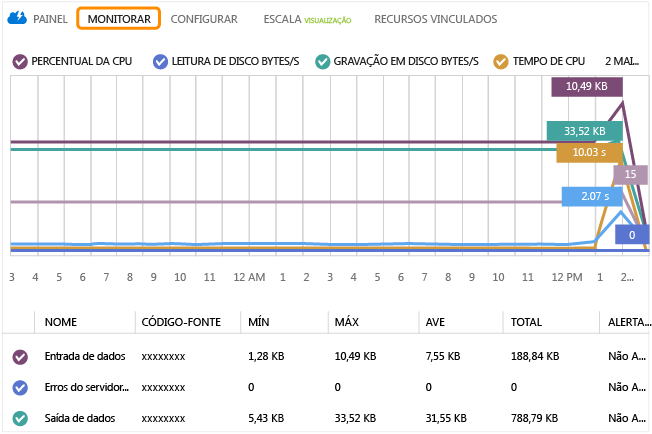 PAINEL MONITORAR CONFIGURAR ESCALA VISUALIZAÇÃO RECURSOS VINCULADOS
PERCENTUAL DA CPU LEITURA DE DISCO BYTES/S GRAVAÇÃO EM DISCO BYTES/S TEMPO DE CPU 2 MAI...
10,49 KB
33,52 KB
10.03 s
15
2.07 s
0
3 4 5 6 7 8 9 10 11 12 AM 1 2 3 4 5 6 7 8 9 10 11 12 PM 1 2...
NOME CÓDIGO-FONTE MÍN MÁX AVE TOTAL ALERTA...
Entrada de dados xxxxxxxx 1,28 KB 10,49 KB 7,55 KB 188,84 KB Não A...
Erros do servidor... xxxxxxxx 0 0 0 0 Não A...
Saída de dados xxxxxxxx 5,43 KB 33,52 KB 31,55 KB 788,79 KB Não A...